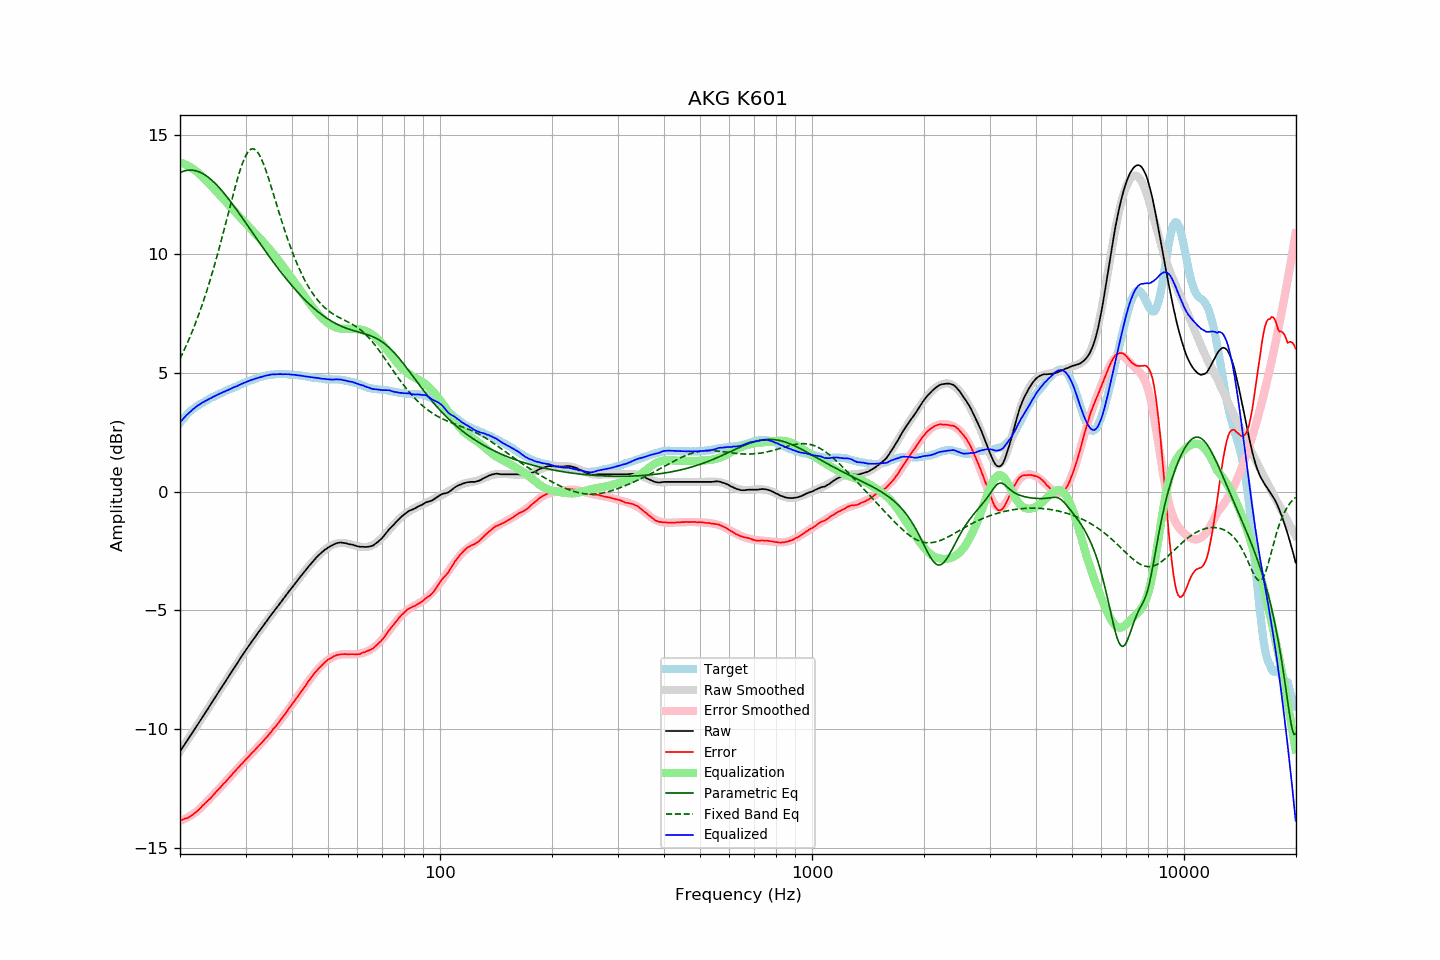 AKG K601
Amplitude (dBr)
15
10
5
0
−5
−10
−15
100
1000
10000
Frequency (Hz)
Target
Raw Smoothed
Error Smoothed
Raw
Error
Equalization
Parametric Eq
Fixed Band Eq
Equalized